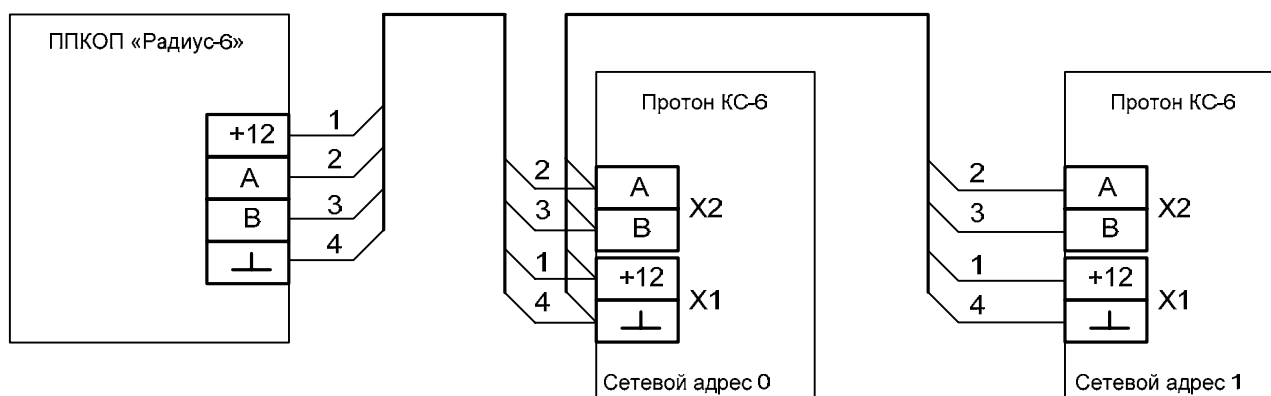 ППКОП «Радиус-6»
+12
A
B
1
2
3
4
Протон КС-6
2
3
1
4
A
B
X2
+12
X1
Сетевой адрес 0
Протон КС-6
2
3
1
4
A
B
X2
+12
X1
Сетевой адрес 1